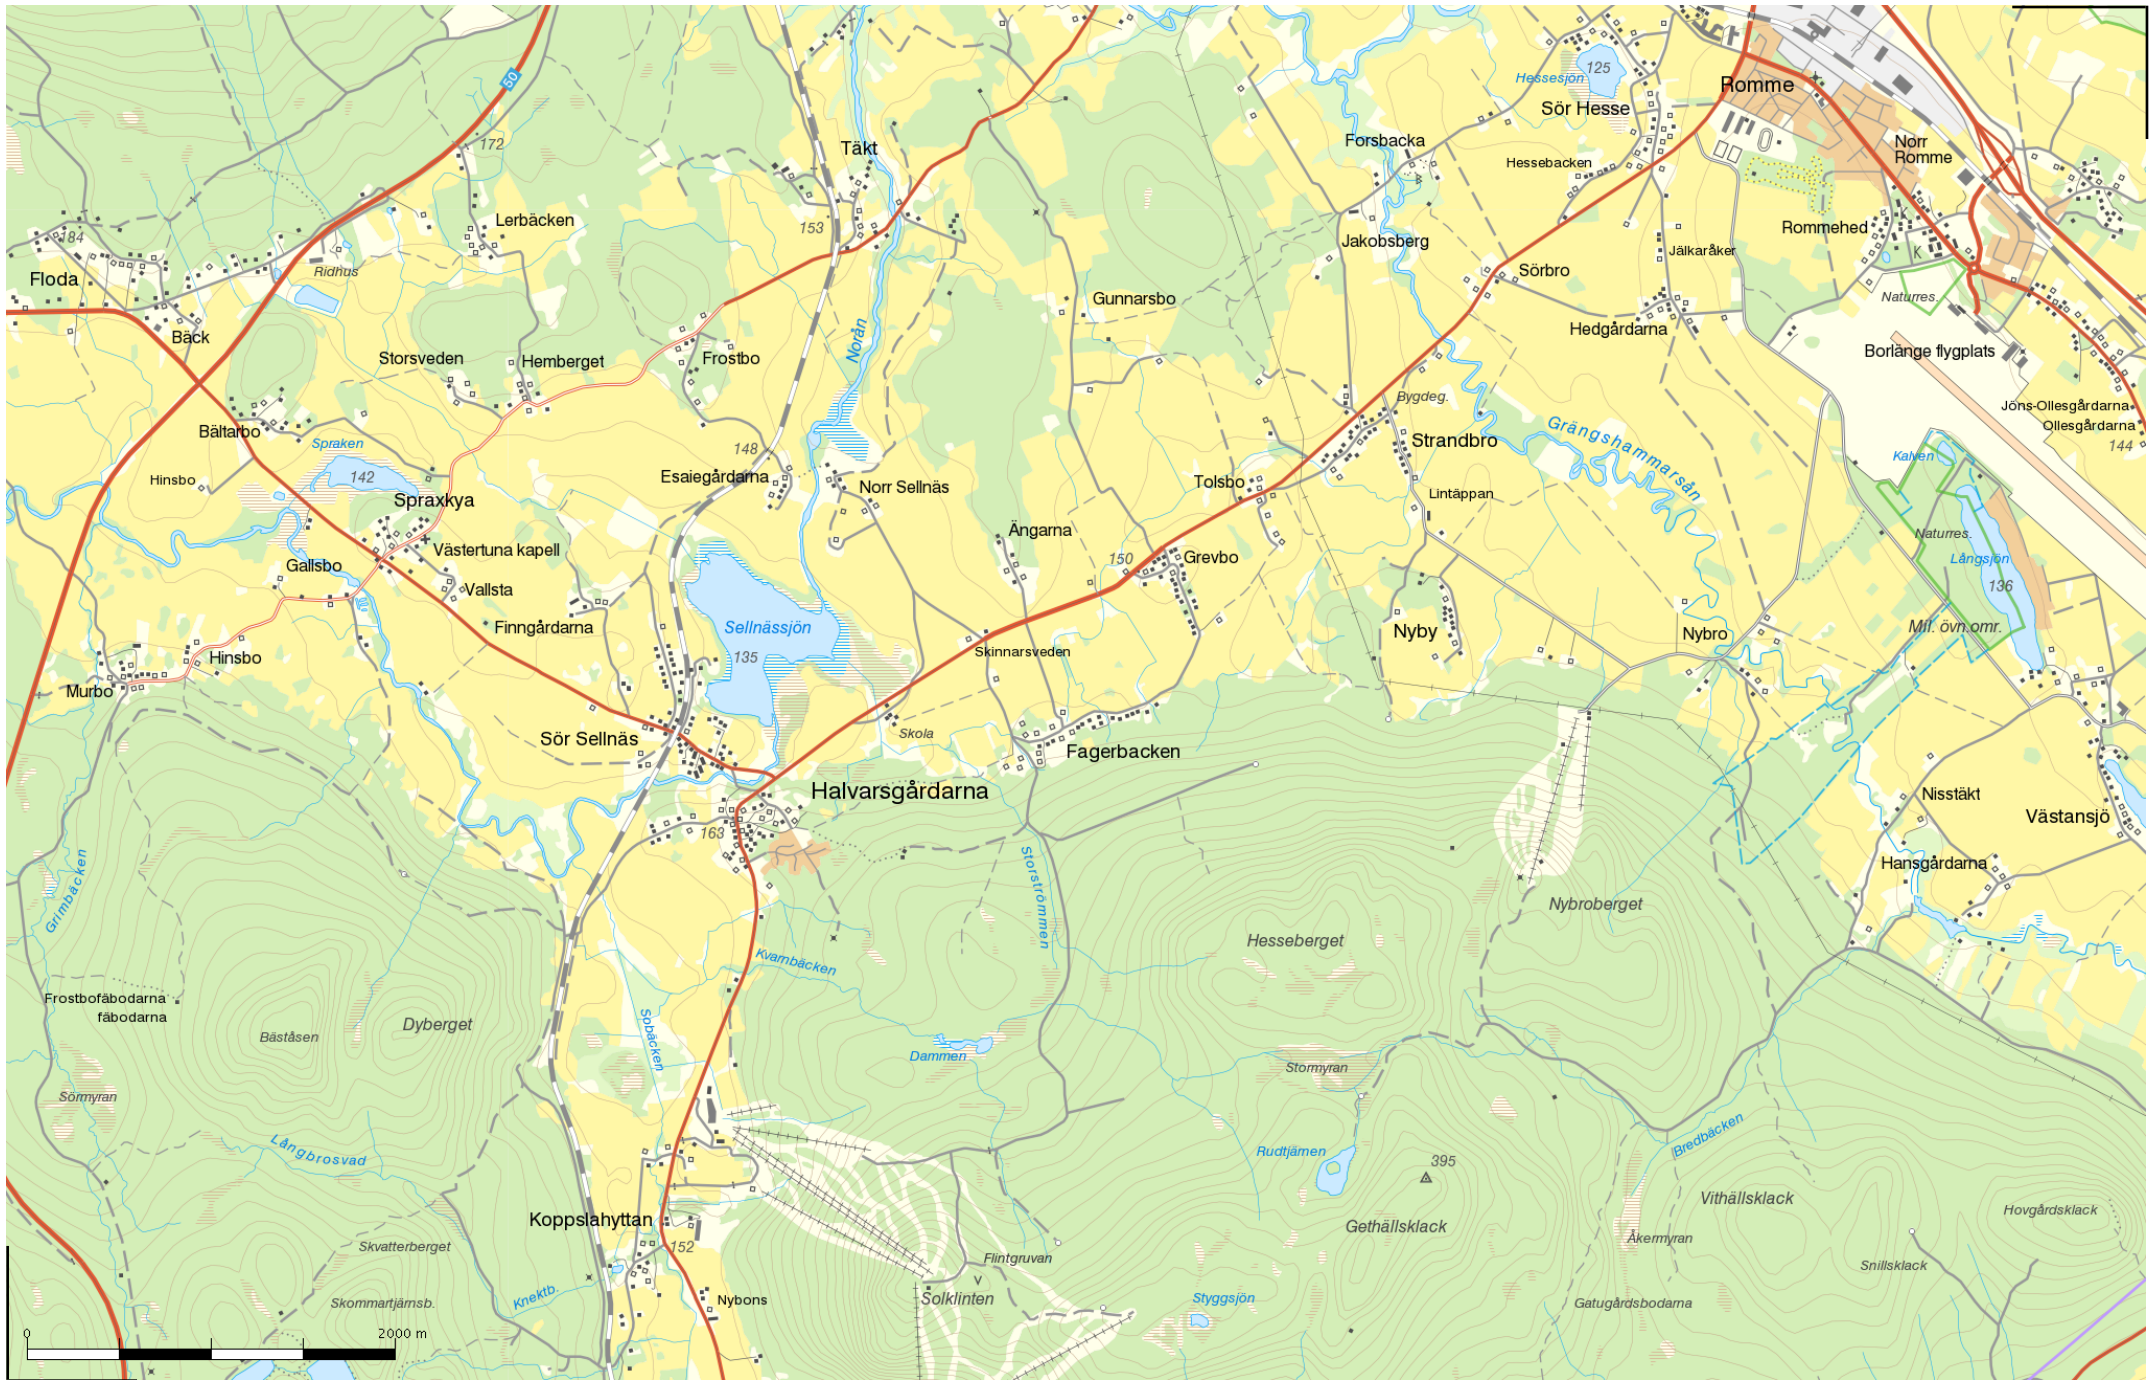 50
Hessesjön
125
Romme
Sör Hesse
Täkt
172
Forsbacka
Norr
Romme
Hessebacken
Lerbäcken
153
184
Jakobsberg
Rommehed
Jälkaråker
K
K
Floda
Ridhus
Sörbro
Gunnarsbo
Naturres.
Bäck
Norån
Hedgårdarna
Storsveden
Hemberget
Frostbo
Borlänge flygplats
Bygdeg.
Jöns-Ollesgårdarna
Ollesgårdarna
144
Bältarbo
Spraken
148
Strandbro
Grängshammarsån
Kalven
Hinsbo
142
Esaiegårdarna
Norr Sellnäs
Tolsbo
Lintäppan
Spraxkya
Ängarna
Naturres.
Västertuna kapell
150
Grevbo
Långsjön
Gallsbo
136
Vallsta
Finngårdarna
Sellnässjön
Nyby
Nybro
Mil. övn.omr.
Hinsbo
135
Skinnarsveden
Murbo
Sör Sellnäs
Skola
Fagerbacken
Halvarsgårdarna
Nisstäkt
Västansjö
163
Hansgårdarna
Grimbäcken
Storströmmen
Nybroberget
Hesseberget
Kvarnbäcken
Frostbofäbodarna
fäbodarna
Dyberget
Båståsen
Sobäcken
Dammen
Stormyran
Sörmyran
Långbrosvad
Bredbäcken
Rudtjärnen
395
Vithällsklack
Hovgårdsklack
Koppslahyttan
Gethällsklack
Åkermyran
Skvatterberget
152
Flintgruvan
Snillsklack
Knektb.
Skommartjärnsb.
Nybons
Solklinten
Styggsjön
Gatugårdsbodarna
0
2000 m